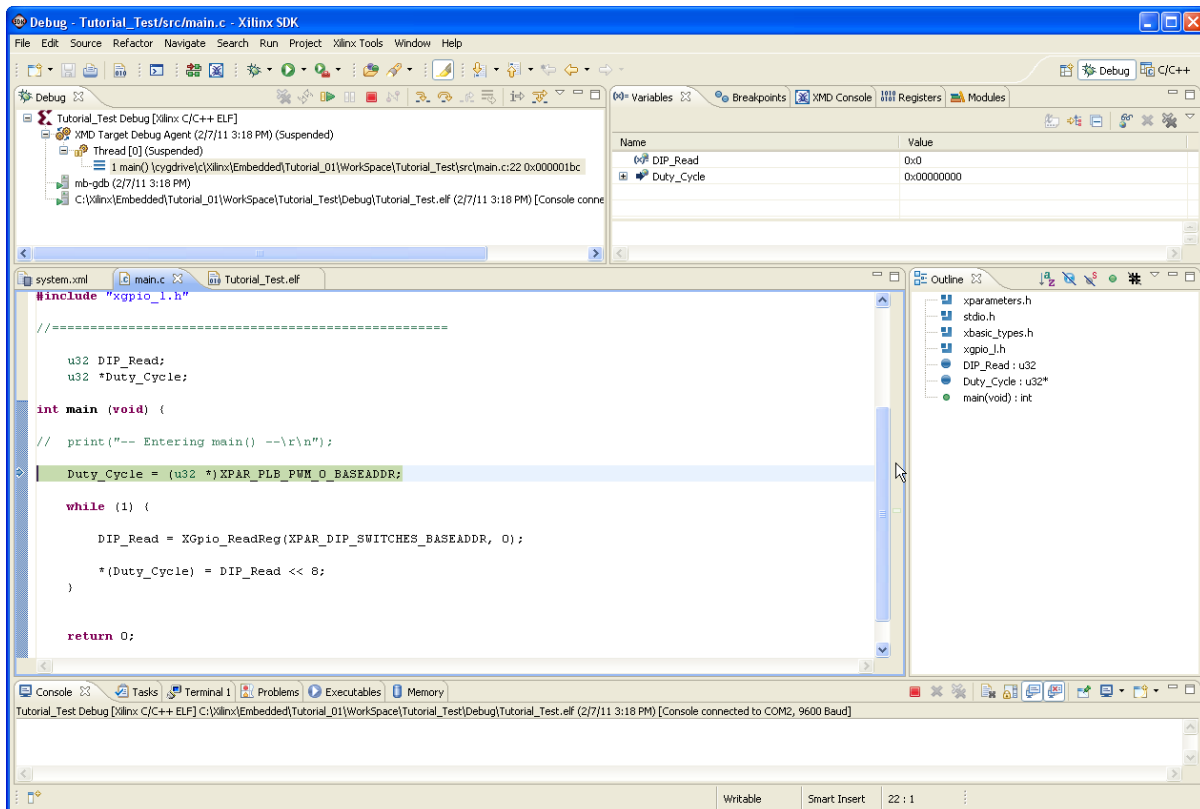 Debug - Tutorial_Test/src/main.c - Xilinx SDK
File Edit Source Refactor Navigate Search Run Project Xilinx Tools Window Help
Debug C/C++
Debug
Tutorial_Test Debug [Xilinx C/C++ ELF]
XMD Target Debug Agent (2/7/11 3:18 PM) (Suspended)
Thread [0] (Suspended)
1 main() \cygdrive\c\Xilinx\Embedded\Tutorial_01\WorkSpace\Tutorial_Test\src\main.c:22 0x000001bc
mb-gdb (2/7/11 3:18 PM)
C:\Xilinx\Embedded\Tutorial_01\WorkSpace\Tutorial_Test\Debug\Tutorial_Test.elf (2/7/11 3:18 PM) [Console conne
(x)= Variables Breakpoints XMD Console Registers Modules
Name Value
DIP_Read 0x0
Duty_Cycle 0x00000000
system.xml main.c Tutorial_Test.elf
#include "xgpio_l.h"
//====================================================
u32 DIP_Read;
u32 *Duty_Cycle;
int main (void) {
// print("-- Entering main() --\r\n");
Duty_Cycle = (u32 *)XPAR_PLB_PWM_0_BASEADDR;
while (1) {
DIP_Read = XGpio_ReadReg(XPAR_DIP_SWITCHES_BASEADDR, 0);
*(Duty_Cycle) = DIP_Read << 8;
}
return 0;
Outline
xparameters.h
stdio.h
xbasic_types.h
xgpio_l.h
DIP_Read : u32
Duty_Cycle : u32*
main(void) : int
Console Tasks Terminal 1 Problems Executables Memory
Tutorial_Test Debug [Xilinx C/C++ ELF] C:\Xilinx\Embedded\Tutorial_01\WorkSpace\Tutorial_Test\Debug\Tutorial_Test.elf (2/7/11 3:18 PM) [Console connected to COM2, 9600 Baud]
Writable Smart Insert 22 : 1